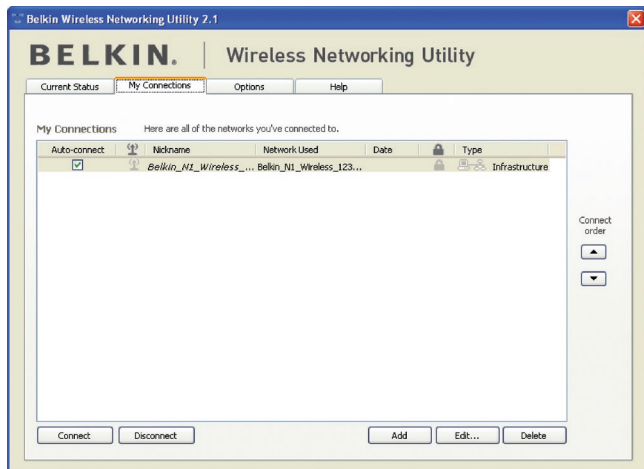 Belkin Wireless Networking Utility 2.1
BELKIN. Wireless Networking Utility
Current Status My Connections Options Help
My Connections Here are all of the networks you've connected to.
Auto-connect Nickname Network Used Date Type
Belkin_N1_Wireless_... Belkin_N1_Wireless_123... Infrastructure
Connect
order
Connect Disconnect Add Edit... Delete